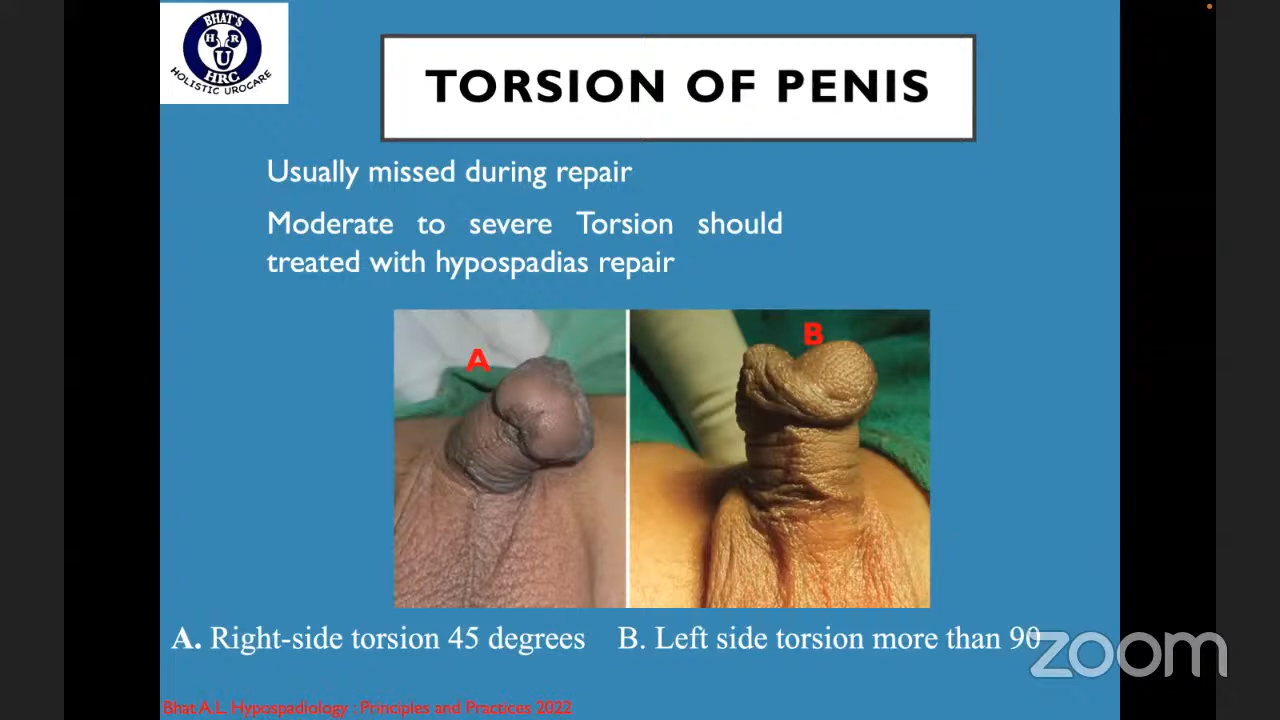 BHAT'S
H R
U
HRC
HOLISTIC UROCARE
TORSION OF PENIS
Usually missed during repair
Moderate to severe Torsion should
treated with hypospadias repair
A
B
A. Right-side torsion 45 degrees B. Left side torsion more than 90
zoom
Bhat A.L. Hypospadiology : Principles and Practices 2022